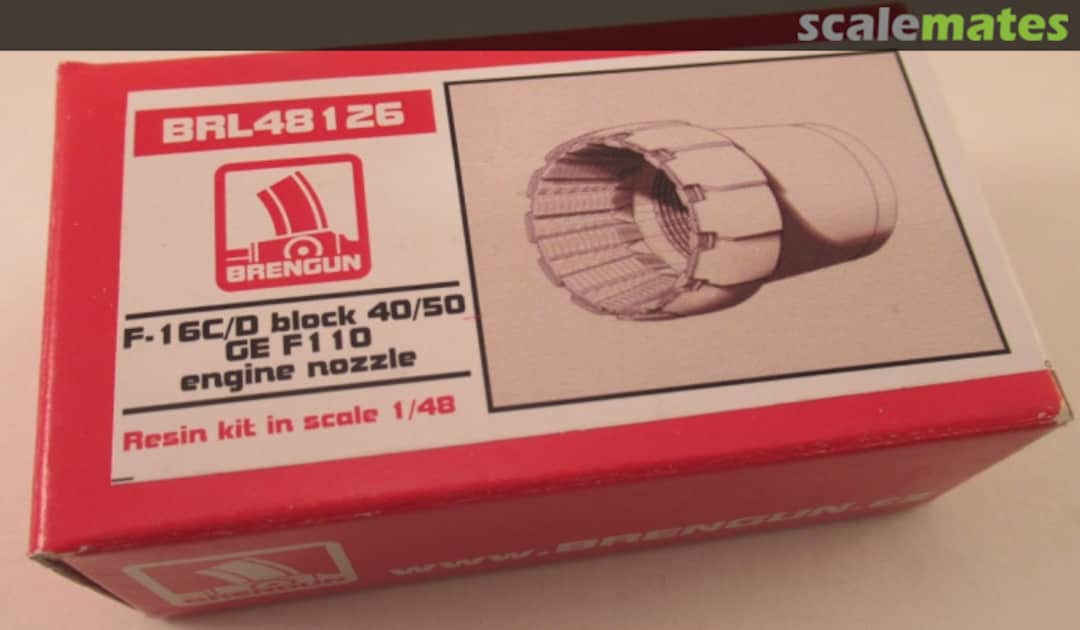 scalemates
BRL48126
BRENGUN
F-16C/D block 40/50
GE F110
engine nozzle
Resin kit in scale 1/48
BRENGUN
WWW.BRENGUN.CZ